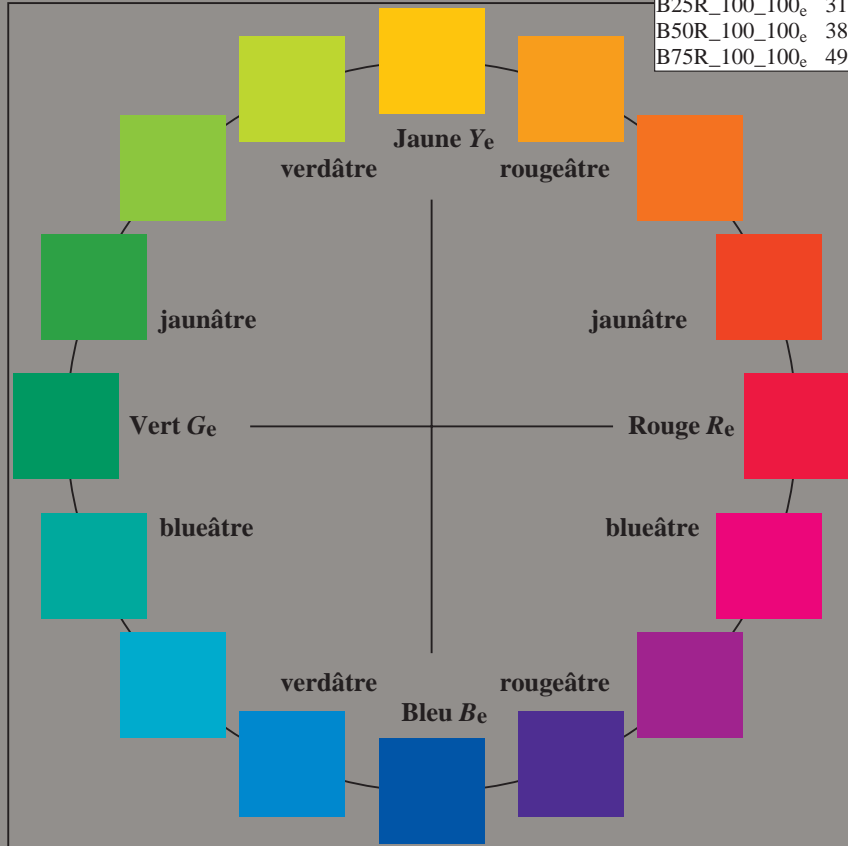 B25R_100_100e 31
B50R_100_100e 38
B75R_100_100e 49
Jaune Ye
verdâtre rougeâtre
jaunâtre jaunâtre
Vert Ge Rouge Re
blueâtre blueâtre
verdâtre rougeâtre
Bleu Be